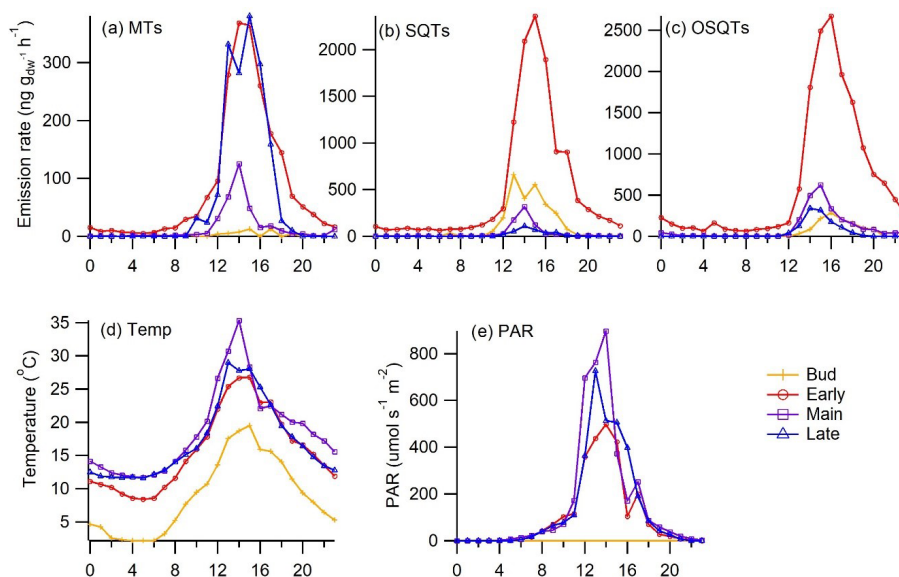 (a) MTs
(b) SQTs
(c) OSQTs
Emission rate (ng g_dw⁻¹ h⁻¹)
300
200
100
0
0 4 8 12 16 20
2000
1500
1000
500
0
0 4 8 12 16 20
2500
2000
1500
1000
500
0
0 4 8 12 16 20
(d) Temp
Temperature (°C)
35
30
25
20
15
10
5
0 4 8 12 16 20
(e) PAR
PAR (umol s⁻¹ m⁻²)
800
600
400
200
0
0 4 8 12 16 20
Bud
Early
Main
Late